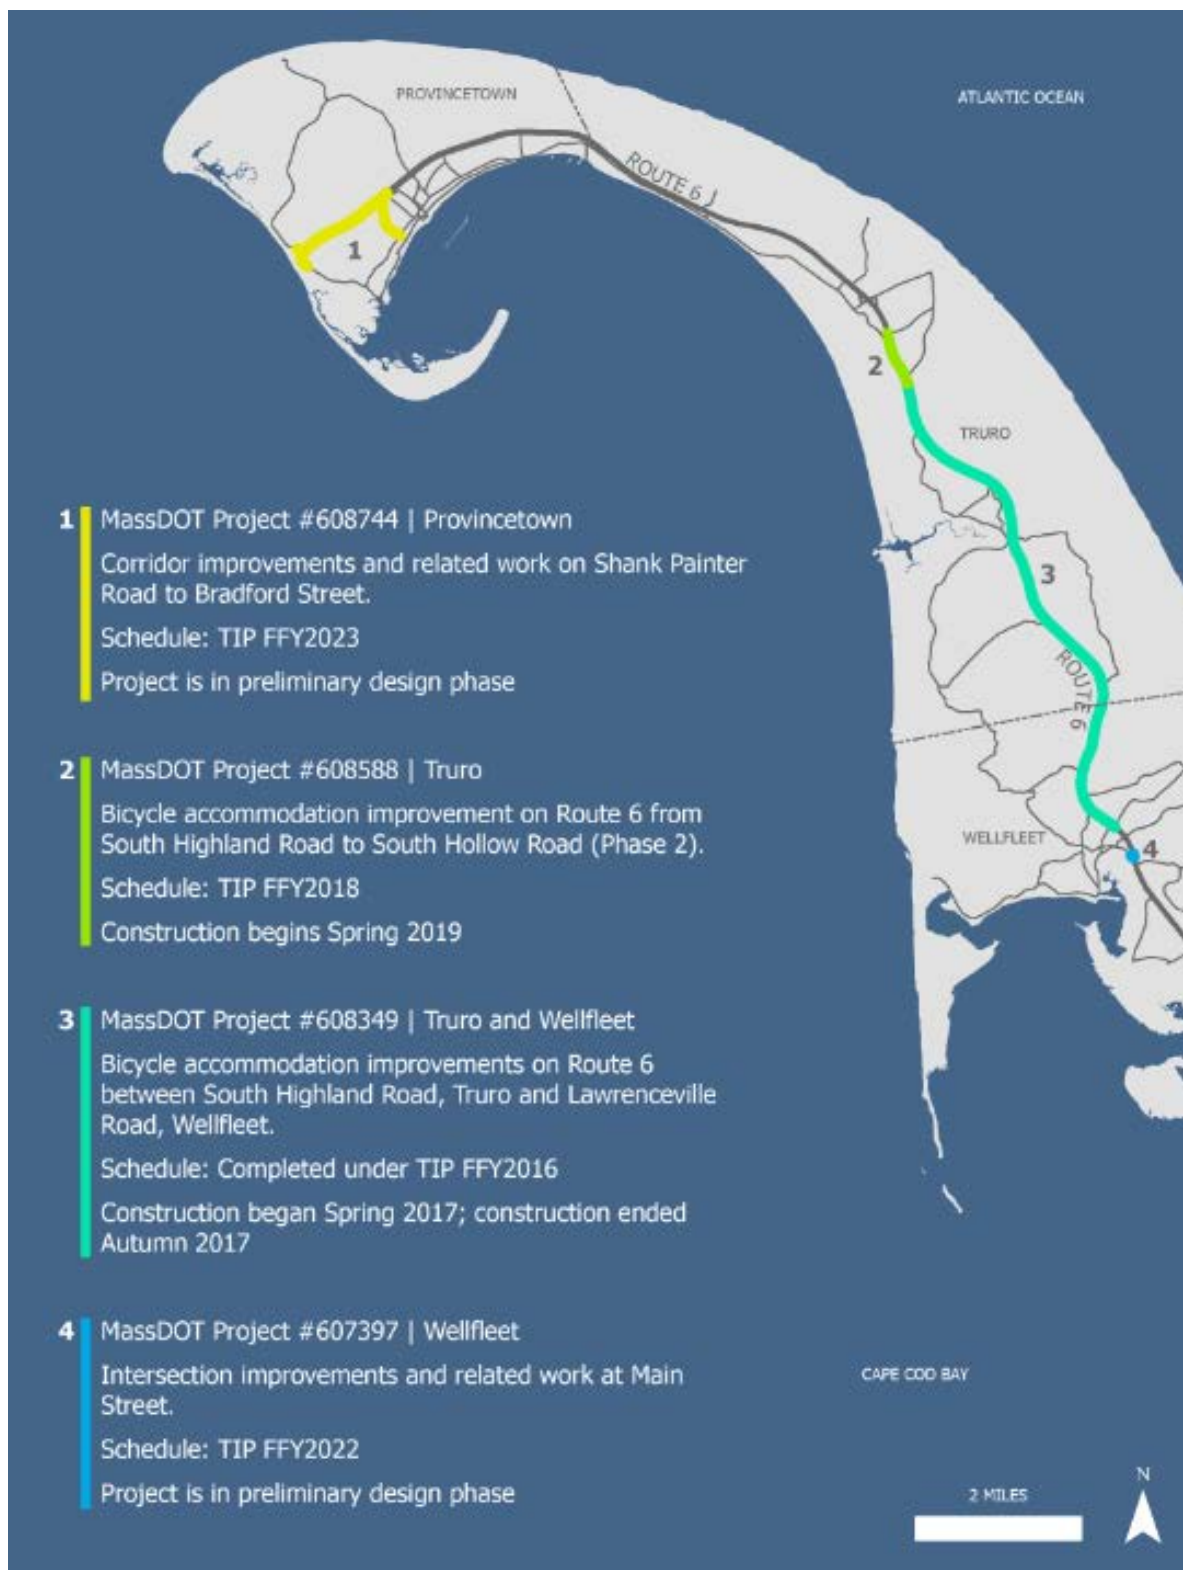 PROVINCETOWN
ATLANTIC OCEAN
ROUTE 6
1
2
TRURO
3
ROUTE 6
WELLFLEET
4
1 MassDOT Project #608744 | Provincetown
Corridor improvements and related work on Shank Painter
Road to Bradford Street.
Schedule: TIP FFY2023
Project is in preliminary design phase
2 MassDOT Project #608588 | Truro
Bicycle accommodation improvement on Route 6 from
South Highland Road to South Hollow Road (Phase 2).
Schedule: TIP FFY2018
Construction begins Spring 2019
3 MassDOT Project #608349 | Truro and Wellfleet
Bicycle accommodation improvements on Route 6
between South Highland Road, Truro and Lawrenceville
Road, Wellfleet.
Schedule: Completed under TIP FFY2016
Construction began Spring 2017; construction ended
Autumn 2017
4 MassDOT Project #607397 | Wellfleet
Intersection improvements and related work at Main
Street.
Schedule: TIP FFY2022
Project is in preliminary design phase
CAPE COD BAY
2 MILES
N